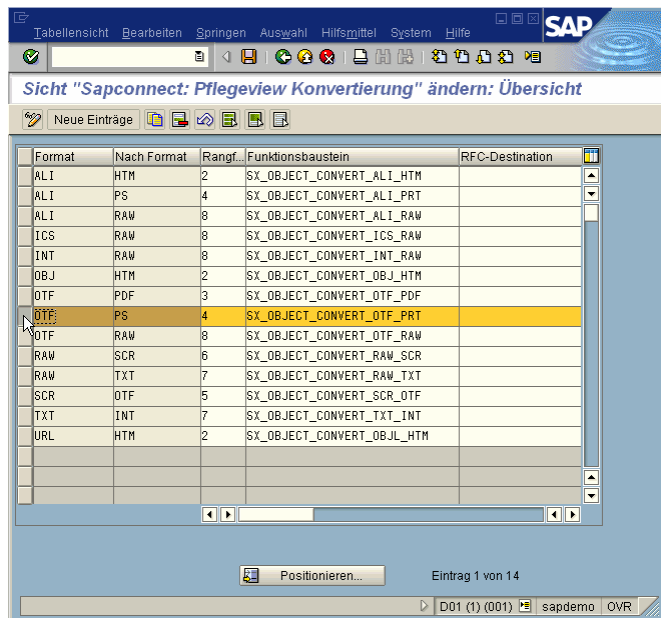 Tabellensicht Bearbeiten Springen Auswahl Hilfsmittel System Hilfe
SAP
Sicht "Sapconnect: Pflegeview Konvertierung" ändern: Übersicht
Neue Einträge
Format Nach Format Rangf... Funktionsbaustein RFC-Destination
ALI HTM 2 SX_OBJECT_CONVERT_ALI_HTM
ALI PS 4 SX_OBJECT_CONVERT_ALI_PRT
ALI RAW 8 SX_OBJECT_CONVERT_ALI_RAW
ICS RAW 8 SX_OBJECT_CONVERT_ICS_RAW
INT RAW 8 SX_OBJECT_CONVERT_INT_RAW
OBJ HTM 2 SX_OBJECT_CONVERT_OBJ_HTM
OTF PDF 3 SX_OBJECT_CONVERT_OTF_PDF
OTF PS 4 SX_OBJECT_CONVERT_OTF_PRT
OTF RAW 8 SX_OBJECT_CONVERT_OTF_RAW
RAW SCR 6 SX_OBJECT_CONVERT_RAW_SCR
RAW TXT 7 SX_OBJECT_CONVERT_RAW_TXT
SCR OTF 5 SX_OBJECT_CONVERT_SCR_OTF
TXT INT 7 SX_OBJECT_CONVERT_TXT_INT
URL HTM 2 SX_OBJECT_CONVERT_OBJL_HTM
Positionieren... Eintrag 1 von 14
D01 (1) (001) sapdemo OVR